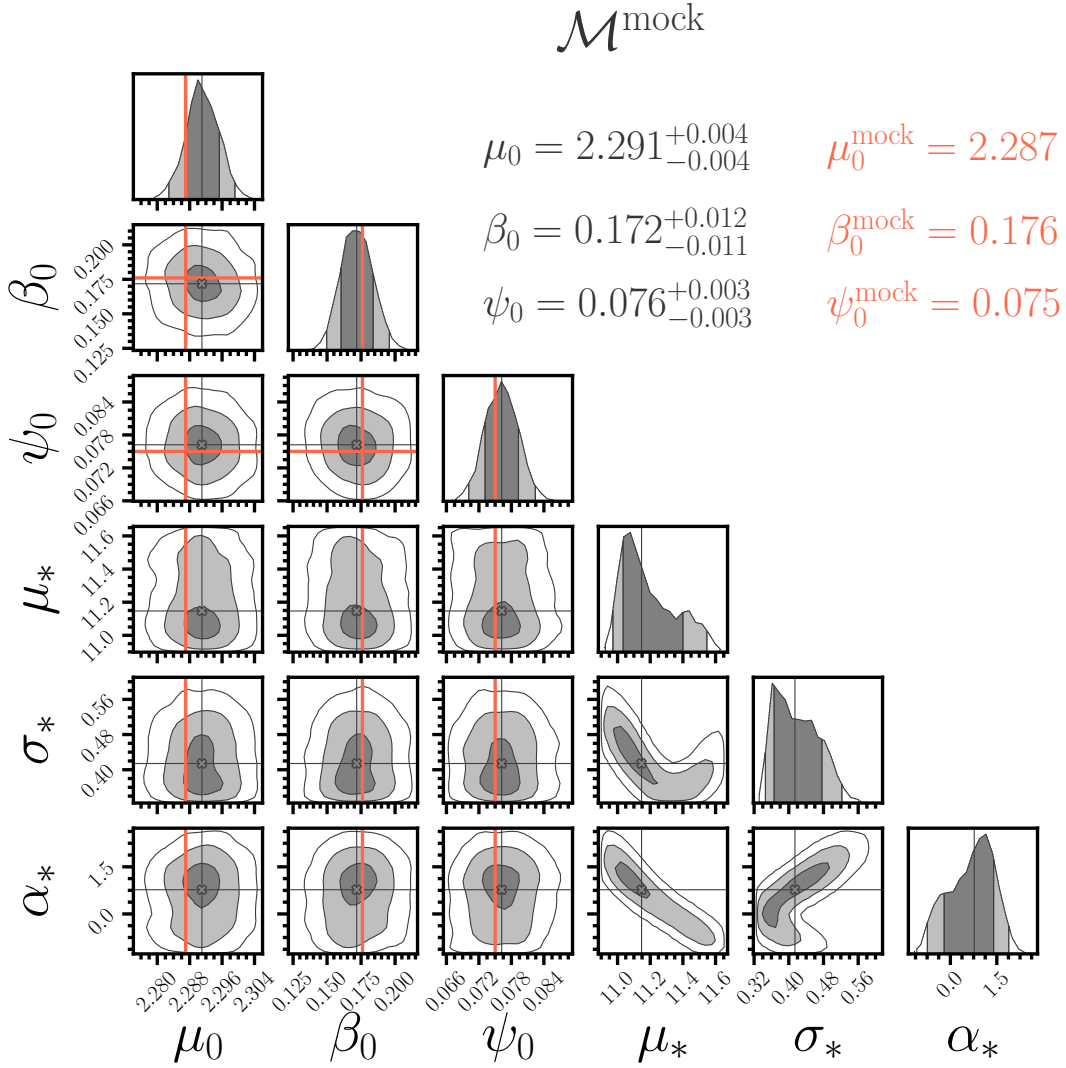 ℳ^mock
μ₀ = 2.291^{+0.004}_{−0.004} μ₀^mock = 2.287
β₀ = 0.172^{+0.012}_{−0.011} β₀^mock = 0.176
ψ₀ = 0.076^{+0.003}_{−0.003} ψ₀^mock = 0.075
β₀
0.200
0.175
0.150
0.125
ψ₀
0.084
0.078
0.072
0.066
μ∗
11.6
11.4
11.2
11.0
σ∗
0.56
0.48
0.40
α∗
1.5
0.0
2.280 2.288 2.296 2.304 0.125 0.150 0.175 0.200 0.066 0.072 0.078 0.084 11.0 11.2 11.4 11.6 0.32 0.40 0.48 0.56 0.0 1.5
μ₀ β₀ ψ₀ μ∗ σ∗ α∗